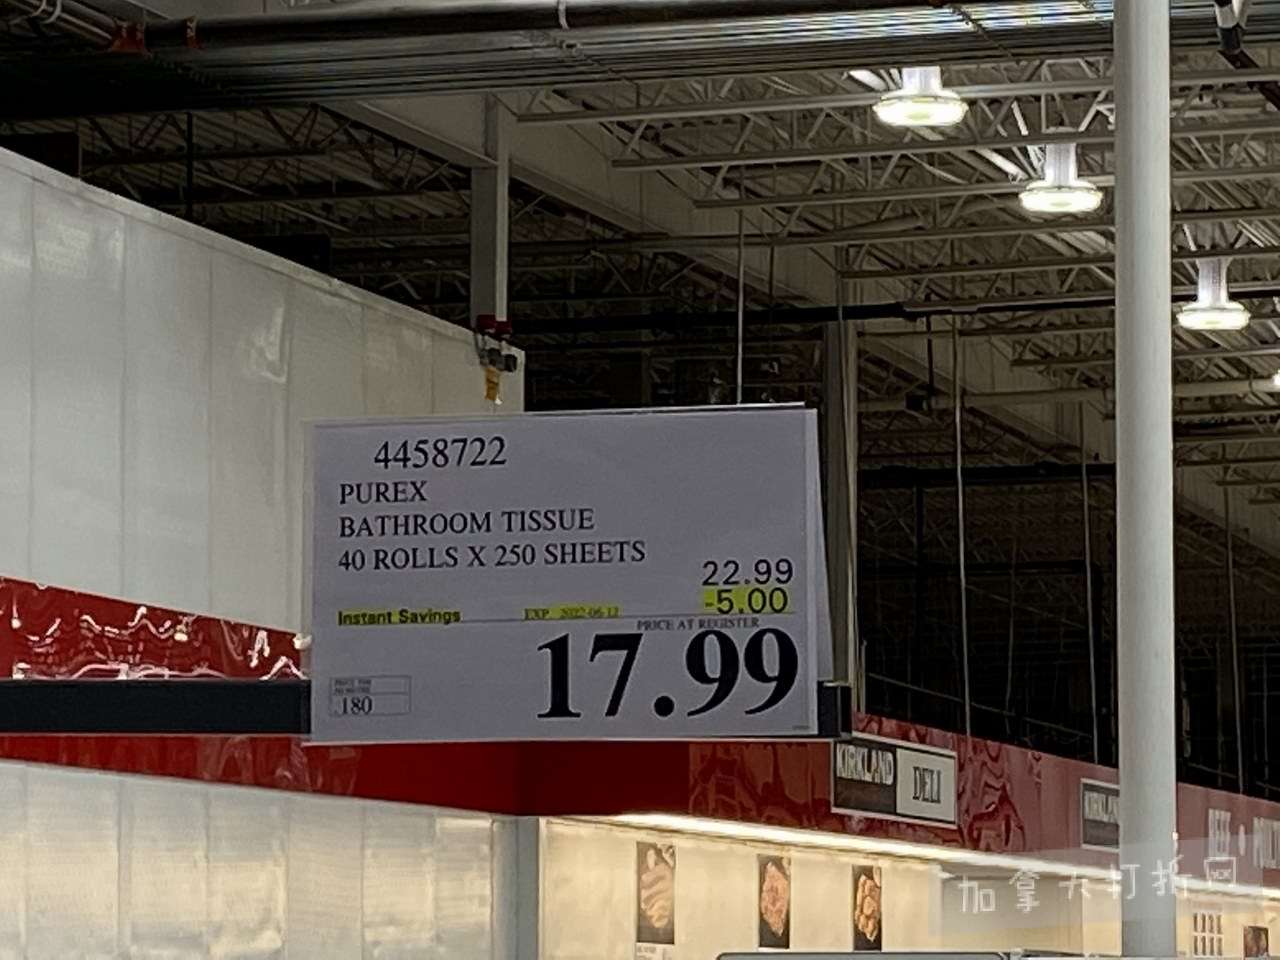 4458722
PUREX
BATHROOM TISSUE
40 ROLLS X 250 SHEETS
22.99
Instant Savings EXP. 2022-06-12 -5.00
PRICE AT REGISTER
17.99
.180
KIRKLAND
DELI
加拿大打折